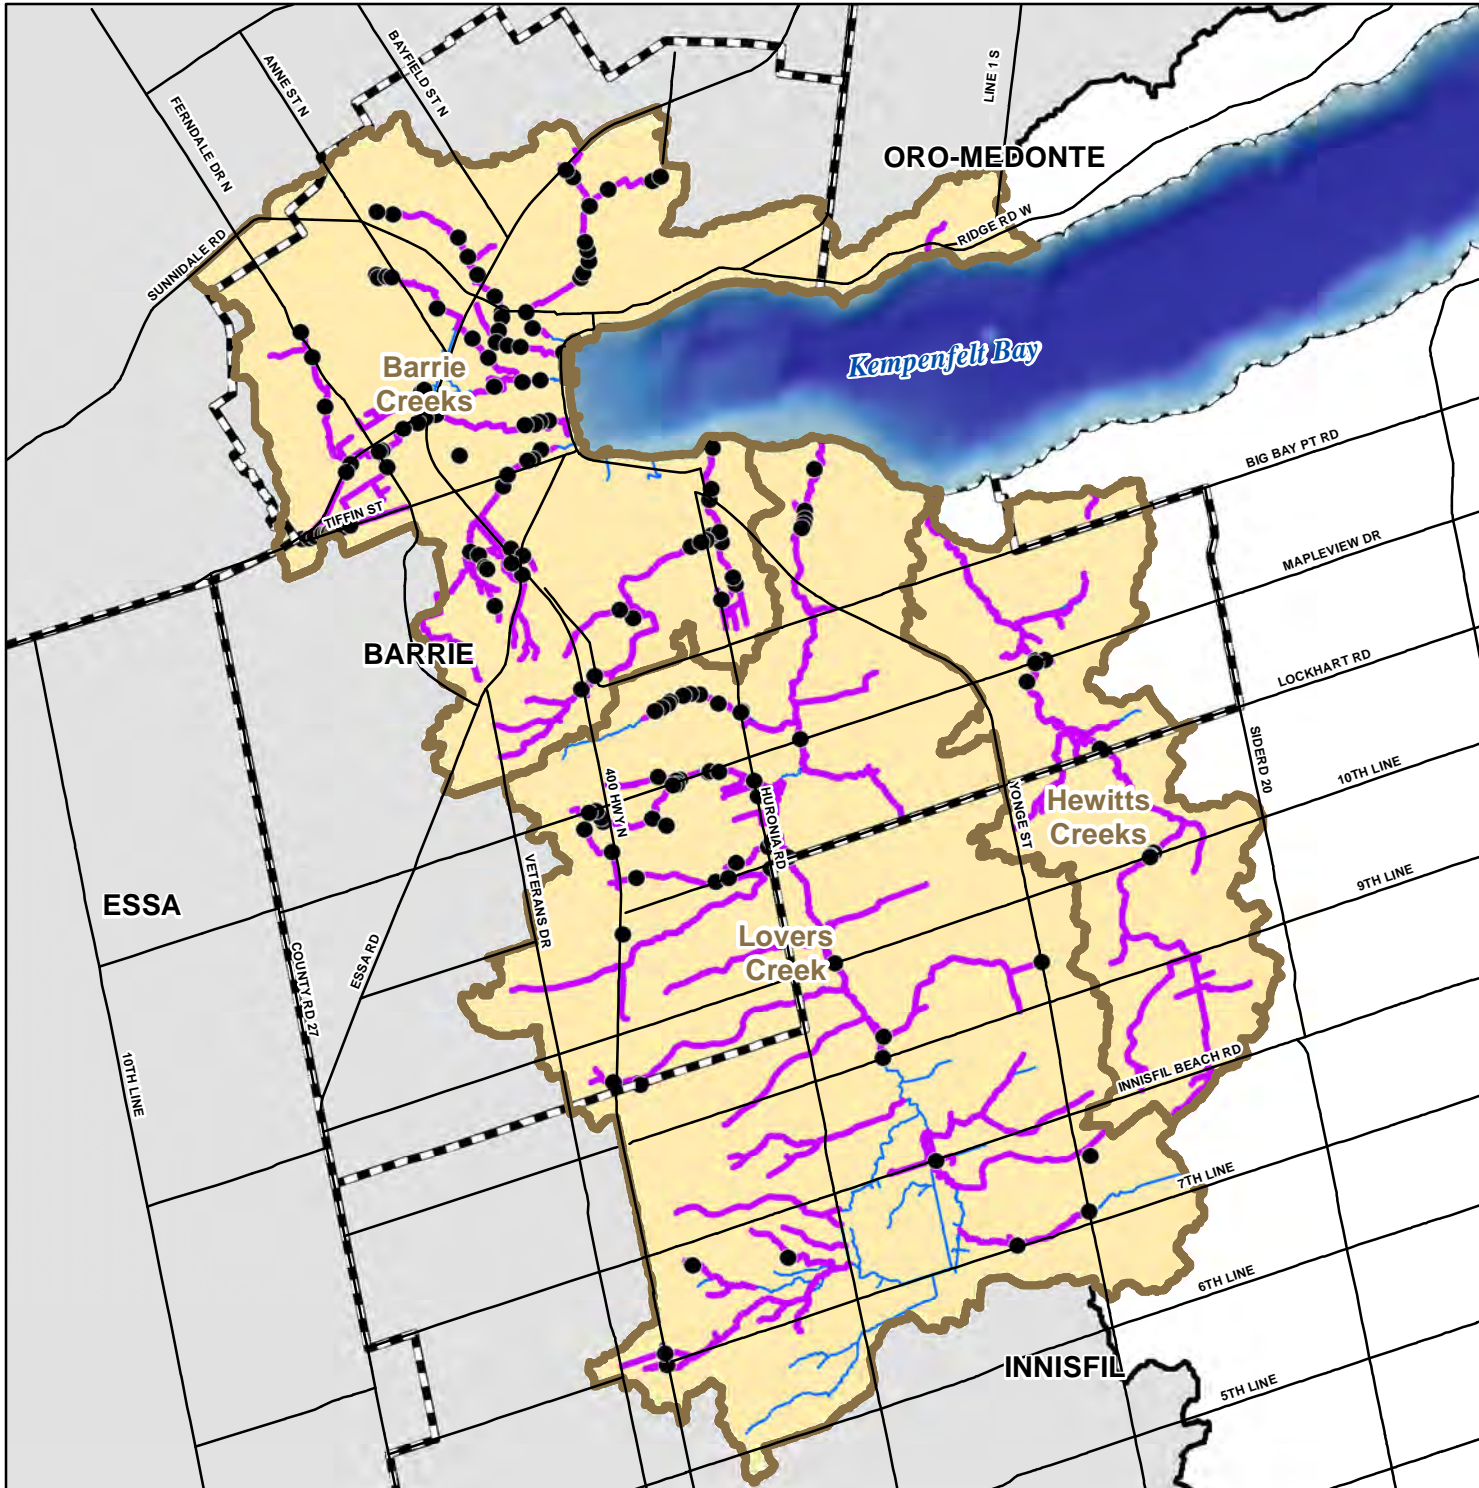 BAYFIELD ST N
ANNE ST N
FERNDALE DR N
LINE 1 S
ORO-MEDONTE
RIDGE RD W
SUNNIDALE RD
Kempenfelt Bay
Barrie
Creeks
BIG BAY PT RD
TIFFIN ST
MAPLEVIEW DR
BARRIE
LOCKHART RD
SIDERD 20
10TH LINE
400 HWY N
HURONIA RD
YONGE ST
Hewitts
Creeks
VETERANS DR
9TH LINE
ESSA
ESSA RD
COUNTY RD 27
Lovers
Creek
10TH LINE
INNISFIL BEACH RD
7TH LINE
6TH LINE
INNISFIL
5TH LINE